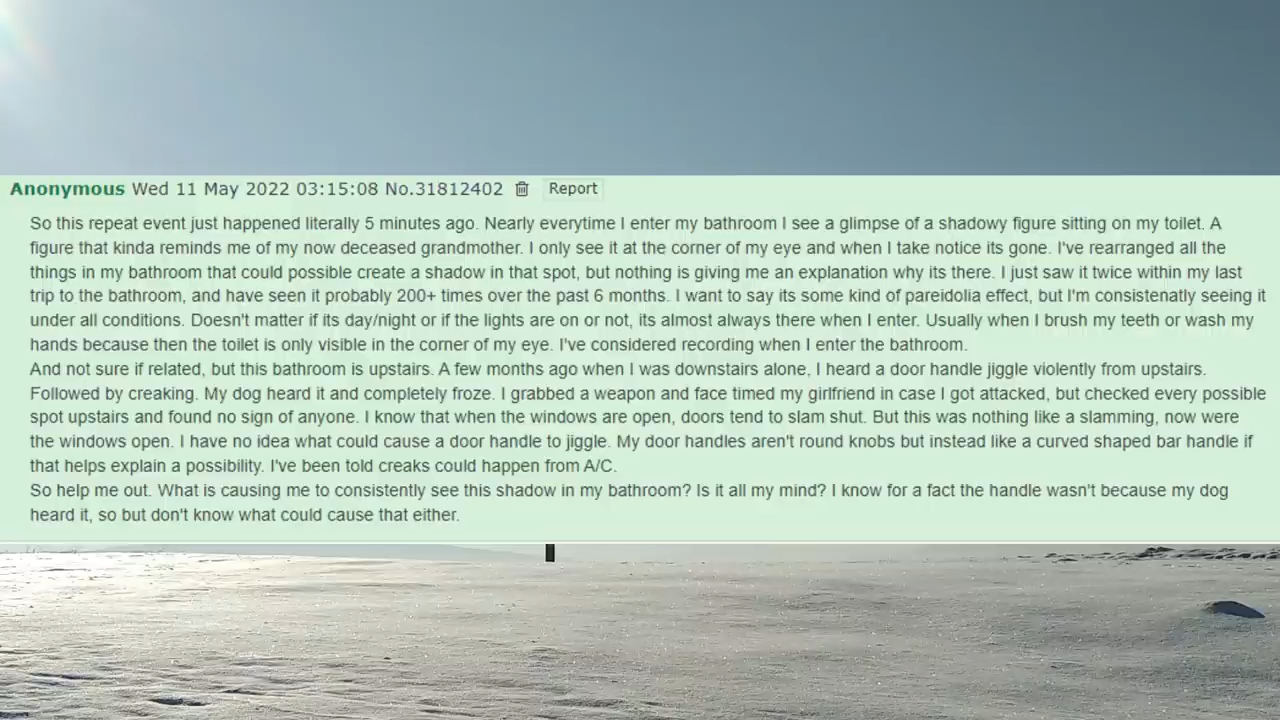 Anonymous Wed 11 May 2022 03:15:08 No.31812402 Report
So this repeat event just happened literally 5 minutes ago. Nearly everytime I enter my bathroom I see a glimpse of a shadowy figure sitting on my toilet. A
figure that kinda reminds me of my now deceased grandmother. I only see it at the corner of my eye and when I take notice its gone. I've rearranged all the
things in my bathroom that could possible create a shadow in that spot, but nothing is giving me an explanation why its there. I just saw it twice within my last
trip to the bathroom, and have seen it probably 200+ times over the past 6 months. I want to say its some kind of pareidolia effect, but I'm consistenatly seeing it
under all conditions. Doesn't matter if its day/night or if the lights are on or not, its almost always there when I enter. Usually when I brush my teeth or wash my
hands because then the toilet is only visible in the corner of my eye. I've considered recording when I enter the bathroom.
And not sure if related, but this bathroom is upstairs. A few months ago when I was downstairs alone, I heard a door handle jiggle violently from upstairs.
Followed by creaking. My dog heard it and completely froze. I grabbed a weapon and face timed my girlfriend in case I got attacked, but checked every possible
spot upstairs and found no sign of anyone. I know that when the windows are open, doors tend to slam shut. But this was nothing like a slamming, now were
the windows open. I have no idea what could cause a door handle to jiggle. My door handles aren't round knobs but instead like a curved shaped bar handle if
that helps explain a possibility. I've been told creaks could happen from A/C.
So help me out. What is causing me to consistently see this shadow in my bathroom? Is it all my mind? I know for a fact the handle wasn't because my dog
heard it, so but don't know what could cause that either.